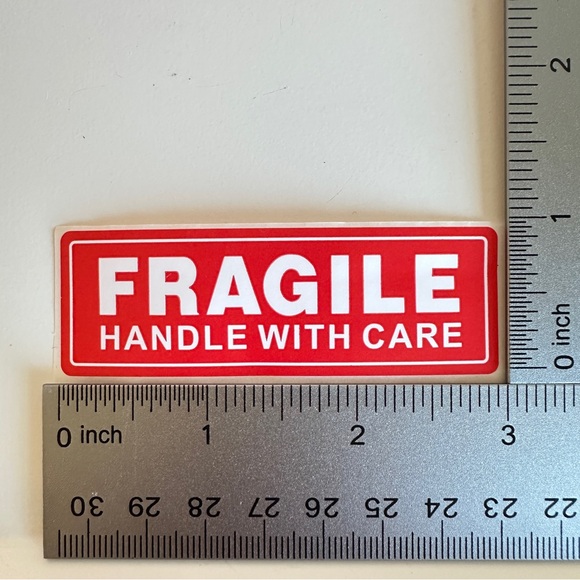 FRAGILE
HANDLE WITH CARE
2
1
0 inch
0 inch 1 2 3
30 29 28 27 26 25 24 23 22